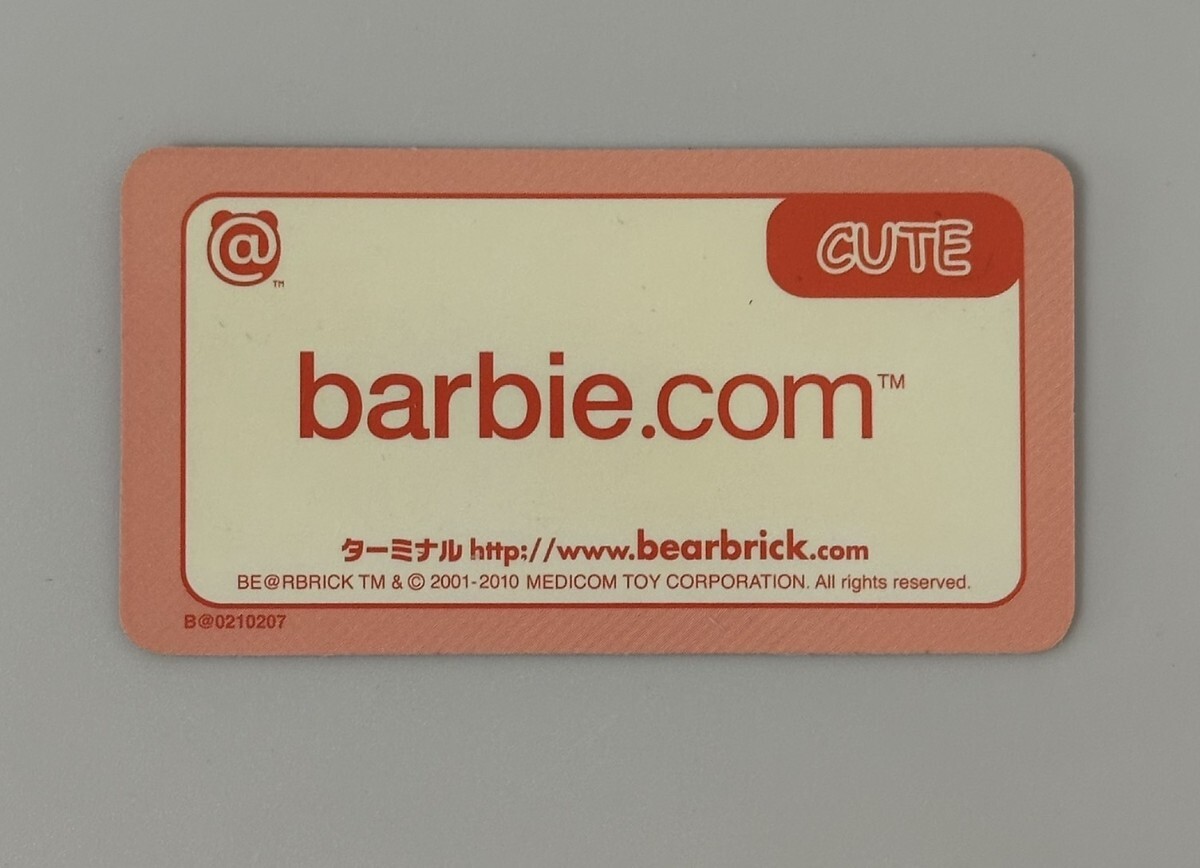 @™
CUTE
barbie.com™
ターミナル http://www.bearbrick.com
BE@RBRICK TM & © 2001-2010 MEDICOM TOY CORPORATION. All rights reserved.
B@0210207